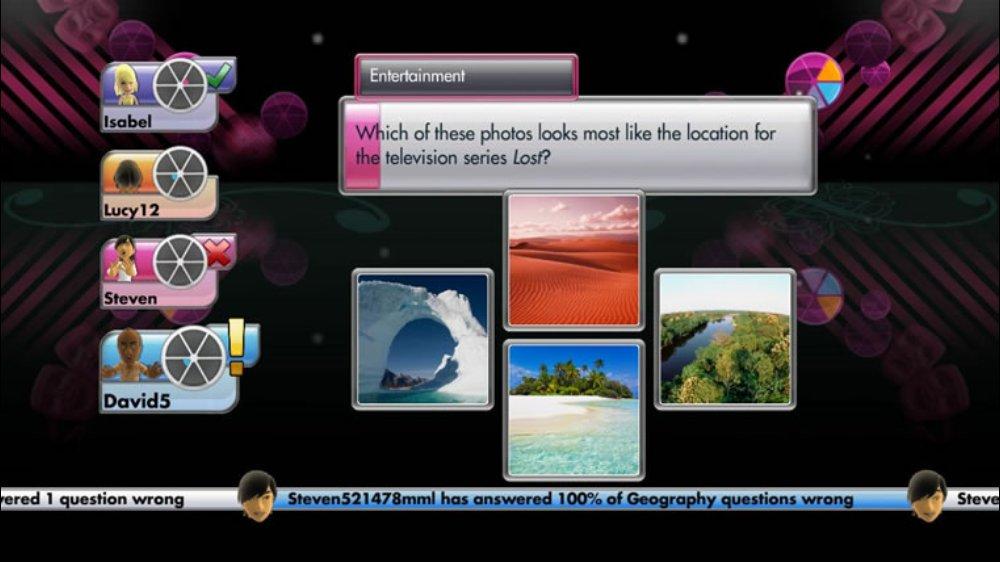 Entertainment
Which of these photos looks most like the location for
the television series Lost?
Isabel
Lucy12
Steven
David5
vered 1 question wrong
Steven521478mml has answered 100% of Geography questions wrong
Steve